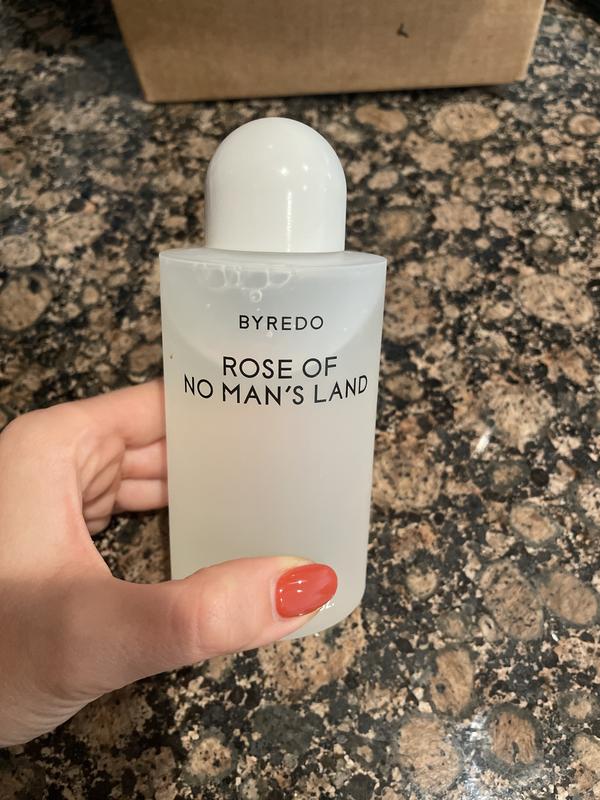 BYREDO
ROSE OF
NO MAN'S LAND